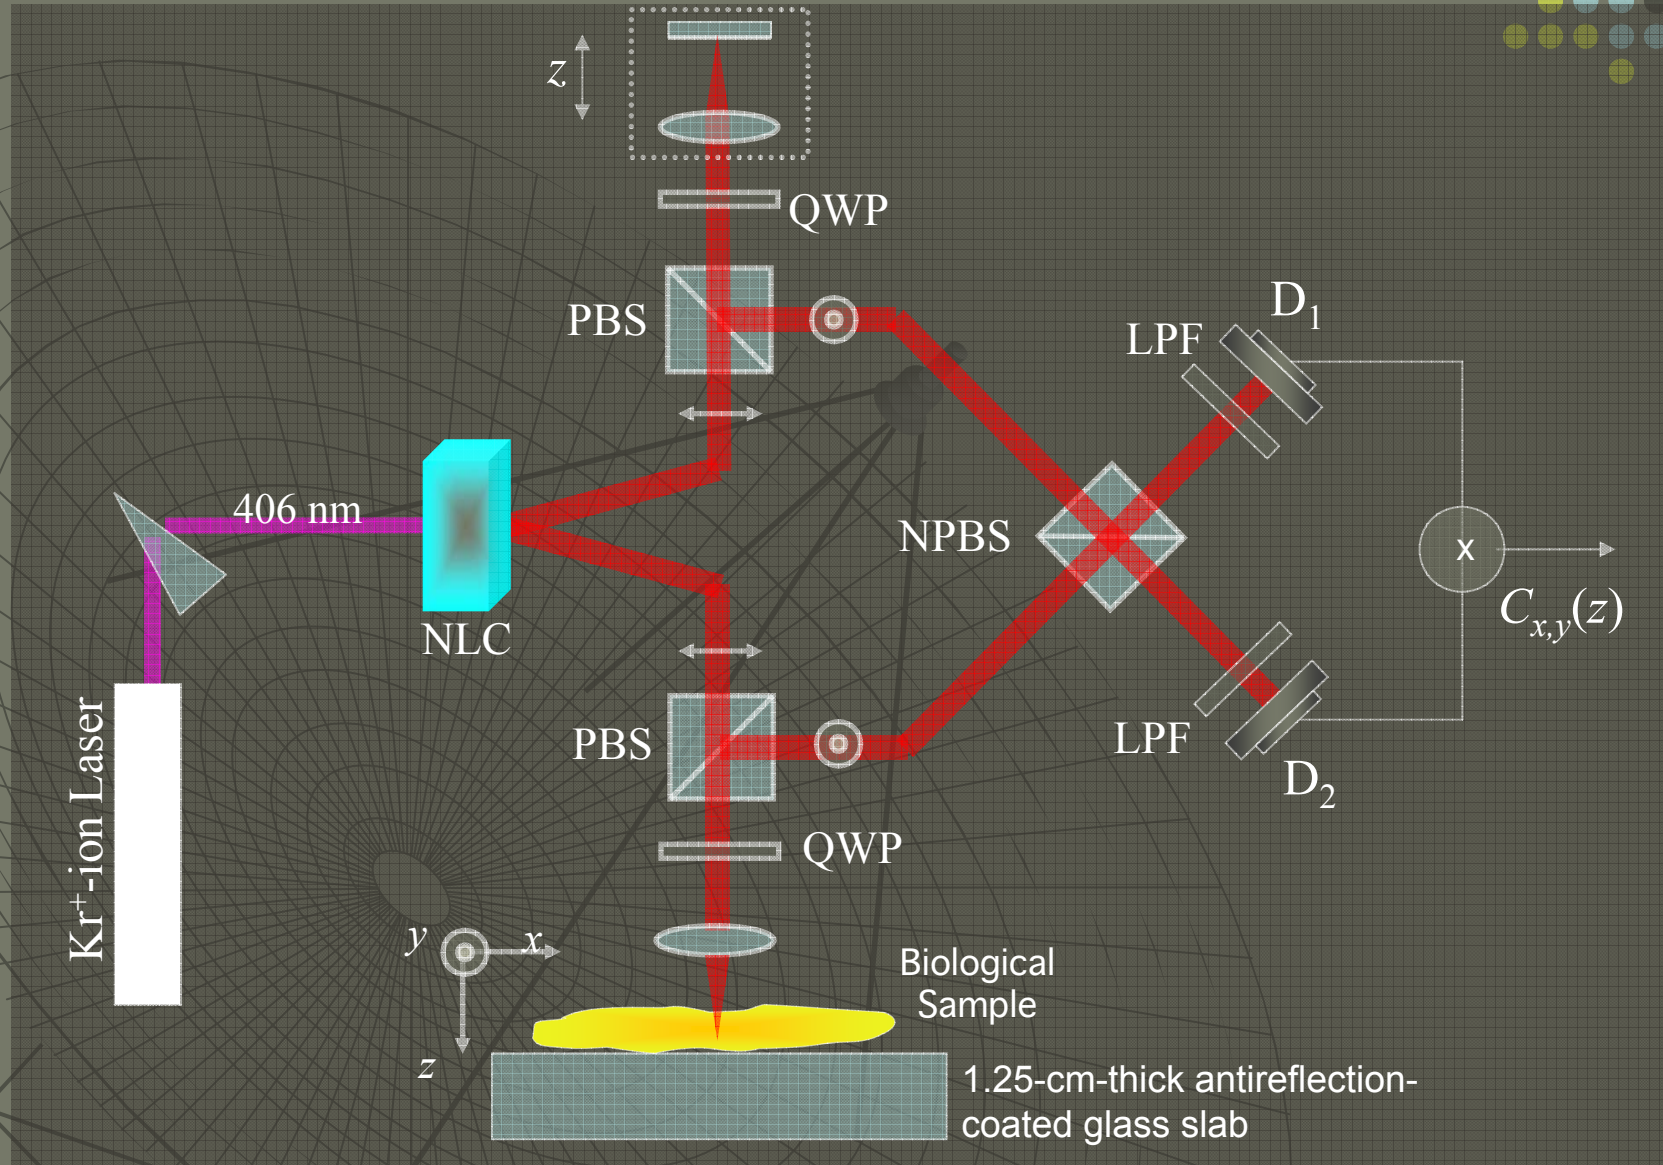 z
QWP
PBS
D1
LPF
406 nm
NPBS
x
Cx,y(z)
NLC
Kr+-ion Laser
PBS
LPF
D2
QWP
y
x
Biological
Sample
z
1.25-cm-thick antireflection-
coated glass slab